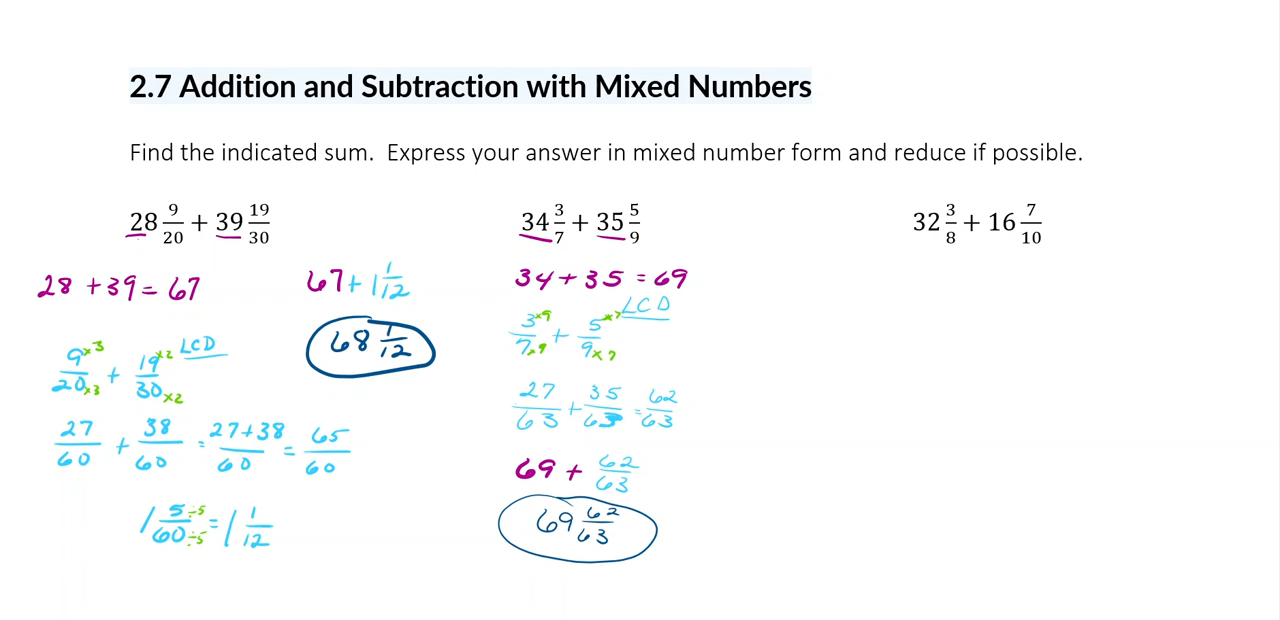 2.7 Addition and Subtraction with Mixed Numbers
Find the indicated sum. Express your answer in mixed number form and reduce if possible.
28 9/20 + 39 19/30
28 + 39 = 67
9×3/20×3 + 19×2/30×2 LCD
27/60 + 38/60 = 27+38/60 = 65/60
1 5÷5/60÷5 = 1 1/12
67 + 1 1/12
68 1/12
34 3/7 + 35 5/9
34 + 35 = 69
3×9/7×9 + 5×7/9×7 LCD
27/63 + 35/63 = 62/63
69 + 62/63
69 62/63
32 3/8 + 16 7/10